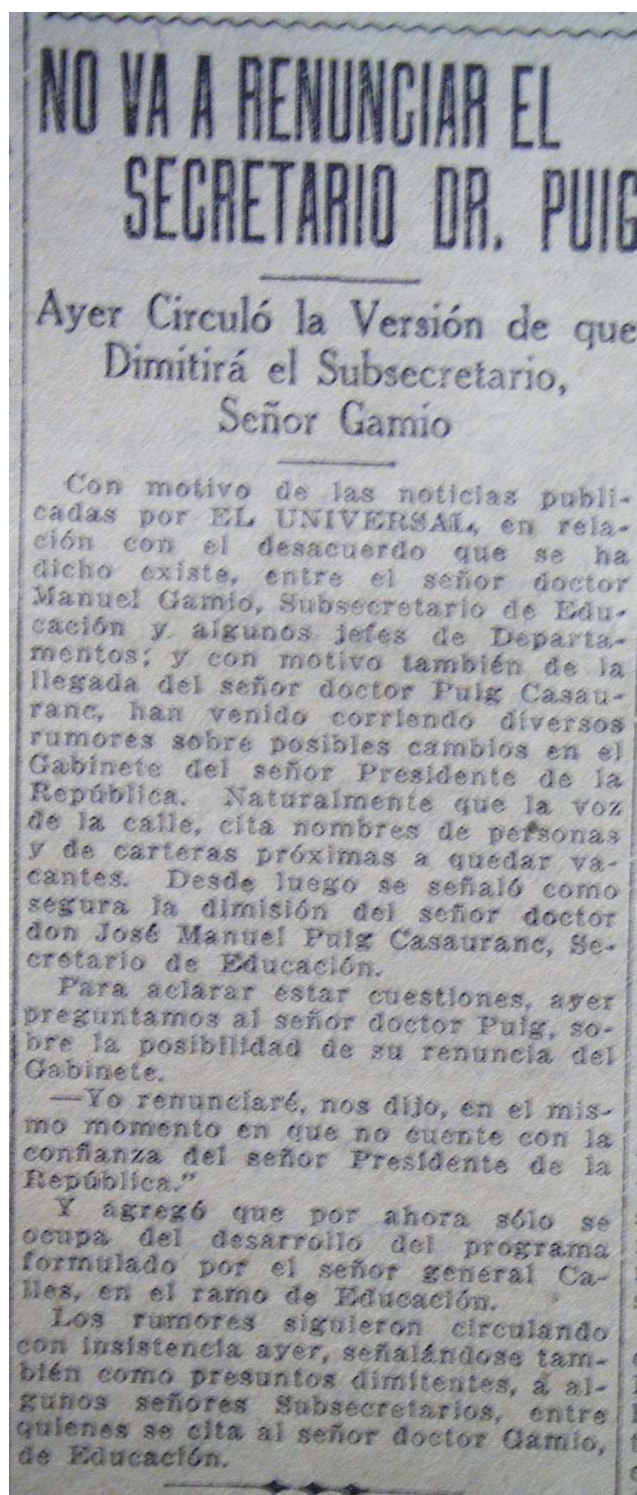 NO VA A RENUNCIAR EL
SECRETARIO DR. PUIG
Ayer Circuló la Versión de que
Dimitirá el Subsecretario,
Señor Gamio
Con motivo de las noticias publi-
cadas por EL UNIVERSAL, en rela-
ción con el desacuerdo que se ha
dicho existe, entre el señor doctor
Manuel Gamio, Subsecretario de Edu-
cación y algunos jefes de Departa-
mentos; y con motivo también de la
llegada del señor doctor Puig Casau-
ranc, han venido corriendo diversos
rumores sobre posibles cambios en el
Gabinete del señor Presidente de la
República. Naturalmente que la voz
de la calle, cita nombres de personas
y de carteras próximas a quedar va-
cantes. Desde luego se señaló como
segura la dimisión del señor doctor
don José Manuel Puig Casauranc, Se-
cretario de Educación.
Para aclarar estar cuestiones, ayer
preguntamos al señor doctor Puig, so-
bre la posibilidad de su renuncia del
Gabinete.
—Yo renunciaré, nos dijo, en el mis-
mo momento en que no cuente con la
confianza del señor Presidente de la
República."
Y agregó que por ahora sólo se
ocupa del desarrollo del programa
formulado por el señor general Ca-
lles, en el ramo de Educación.
Los rumores siguieron circulando
con insistencia ayer, señalándose tam-
bién como presuntos dimitentes, a al-
gunos señores Subsecretarios, entre
quienes se cita al señor doctor Gamio,
de Educación.